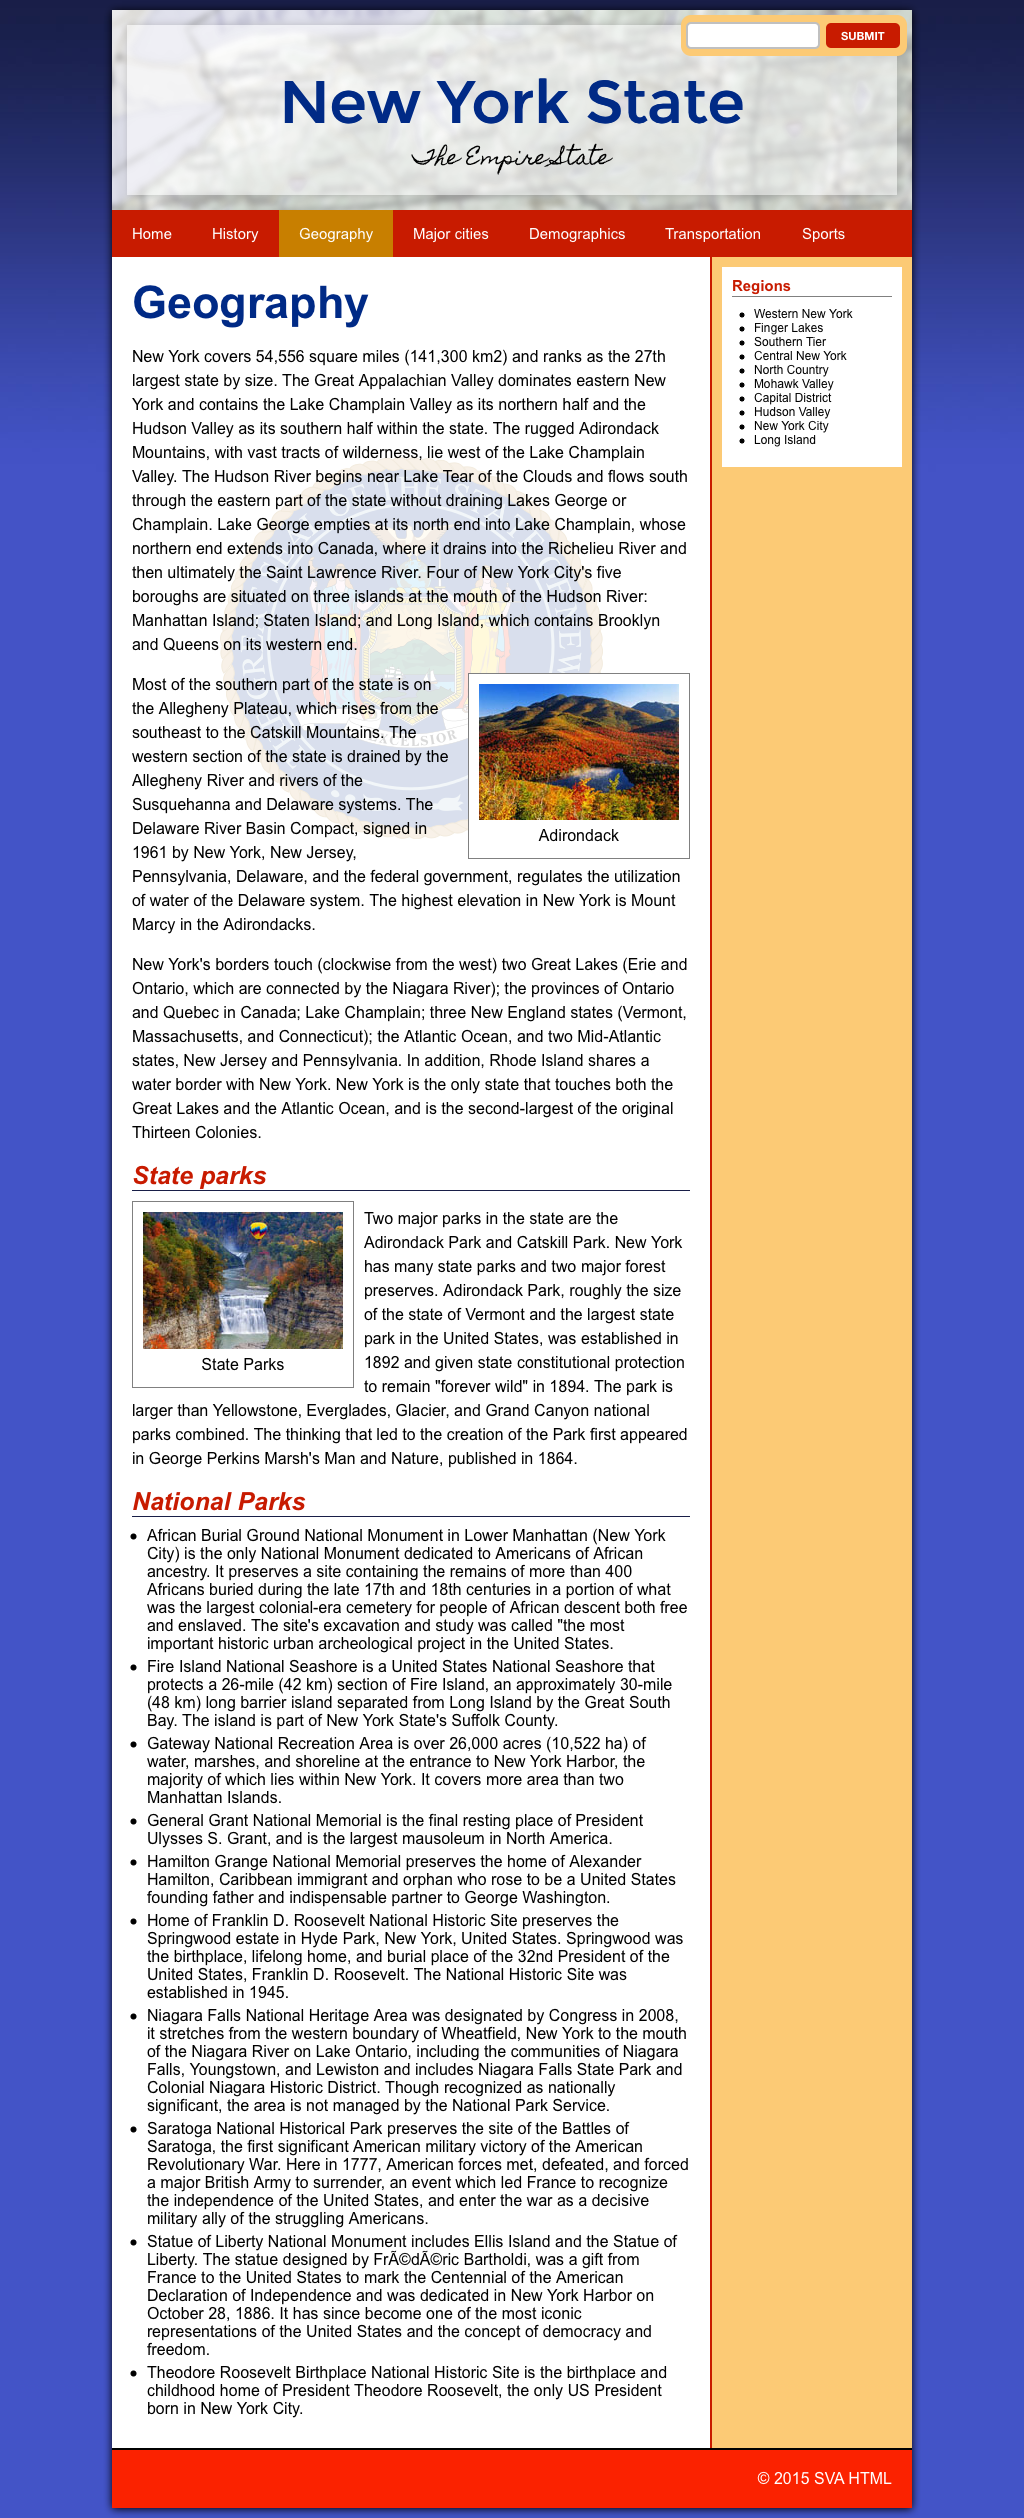 SUBMIT
New York State
The Empire State
Home History Geography Major cities Demographics Transportation Sports
Geography
New York covers 54,556 square miles (141,300 km2) and ranks as the 27th
largest state by size. The Great Appalachian Valley dominates eastern New
York and contains the Lake Champlain Valley as its northern half and the
Hudson Valley as its southern half within the state. The rugged Adirondack
Mountains, with vast tracts of wilderness, lie west of the Lake Champlain
Valley. The Hudson River begins near Lake Tear of the Clouds and flows south
through the eastern part of the state without draining Lakes George or
Champlain. Lake George empties at its north end into Lake Champlain, whose
northern end extends into Canada, where it drains into the Richelieu River and
then ultimately the Saint Lawrence River. Four of New York City's five
boroughs are situated on three islands at the mouth of the Hudson River:
Manhattan Island; Staten Island; and Long Island, which contains Brooklyn
and Queens on its western end.
Most of the southern part of the state is on
the Allegheny Plateau, which rises from the
southeast to the Catskill Mountains. The
western section of the state is drained by the
Allegheny River and rivers of the
Susquehanna and Delaware systems. The
Delaware River Basin Compact, signed in
1961 by New York, New Jersey,
Pennsylvania, Delaware, and the federal government, regulates the utilization
of water of the Delaware system. The highest elevation in New York is Mount
Marcy in the Adirondacks.
EXCELSIOR
Adirondack
New York's borders touch (clockwise from the west) two Great Lakes (Erie and
Ontario, which are connected by the Niagara River); the provinces of Ontario
and Quebec in Canada; Lake Champlain; three New England states (Vermont,
Massachusetts, and Connecticut); the Atlantic Ocean, and two Mid-Atlantic
states, New Jersey and Pennsylvania. In addition, Rhode Island shares a
water border with New York. New York is the only state that touches both the
Great Lakes and the Atlantic Ocean, and is the second-largest of the original
Thirteen Colonies.
State parks
State Parks
Two major parks in the state are the
Adirondack Park and Catskill Park. New York
has many state parks and two major forest
preserves. Adirondack Park, roughly the size
of the state of Vermont and the largest state
park in the United States, was established in
1892 and given state constitutional protection
to remain "forever wild" in 1894. The park is
larger than Yellowstone, Everglades, Glacier, and Grand Canyon national
parks combined. The thinking that led to the creation of the Park first appeared
in George Perkins Marsh's Man and Nature, published in 1864.
National Parks
African Burial Ground National Monument in Lower Manhattan (New York
City) is the only National Monument dedicated to Americans of African
ancestry. It preserves a site containing the remains of more than 400
Africans buried during the late 17th and 18th centuries in a portion of what
was the largest colonial-era cemetery for people of African descent both free
and enslaved. The site's excavation and study was called "the most
important historic urban archeological project in the United States.
Fire Island National Seashore is a United States National Seashore that
protects a 26-mile (42 km) section of Fire Island, an approximately 30-mile
(48 km) long barrier island separated from Long Island by the Great South
Bay. The island is part of New York State's Suffolk County.
Gateway National Recreation Area is over 26,000 acres (10,522 ha) of
water, marshes, and shoreline at the entrance to New York Harbor, the
majority of which lies within New York. It covers more area than two
Manhattan Islands.
General Grant National Memorial is the final resting place of President
Ulysses S. Grant, and is the largest mausoleum in North America.
Hamilton Grange National Memorial preserves the home of Alexander
Hamilton, Caribbean immigrant and orphan who rose to be a United States
founding father and indispensable partner to George Washington.
Home of Franklin D. Roosevelt National Historic Site preserves the
Springwood estate in Hyde Park, New York, United States. Springwood was
the birthplace, lifelong home, and burial place of the 32nd President of the
United States, Franklin D. Roosevelt. The National Historic Site was
established in 1945.
Niagara Falls National Heritage Area was designated by Congress in 2008,
it stretches from the western boundary of Wheatfield, New York to the mouth
of the Niagara River on Lake Ontario, including the communities of Niagara
Falls, Youngstown, and Lewiston and includes Niagara Falls State Park and
Colonial Niagara Historic District. Though recognized as nationally
significant, the area is not managed by the National Park Service.
Saratoga National Historical Park preserves the site of the Battles of
Saratoga, the first significant American military victory of the American
Revolutionary War. Here in 1777, American forces met, defeated, and forced
a major British Army to surrender, an event which led France to recognize
the independence of the United States, and enter the war as a decisive
military ally of the struggling Americans.
Statue of Liberty National Monument includes Ellis Island and the Statue of
Liberty. The statue designed by FrÃ©dÃ©ric Bartholdi, was a gift from
France to the United States to mark the Centennial of the American
Declaration of Independence and was dedicated in New York Harbor on
October 28, 1886. It has since become one of the most iconic
representations of the United States and the concept of democracy and
freedom.
Theodore Roosevelt Birthplace National Historic Site is the birthplace and
childhood home of President Theodore Roosevelt, the only US President
born in New York City.
Regions
Western New York
Finger Lakes
Southern Tier
Central New York
North Country
Mohawk Valley
Capital District
Hudson Valley
New York City
Long Island
© 2015 SVA HTML